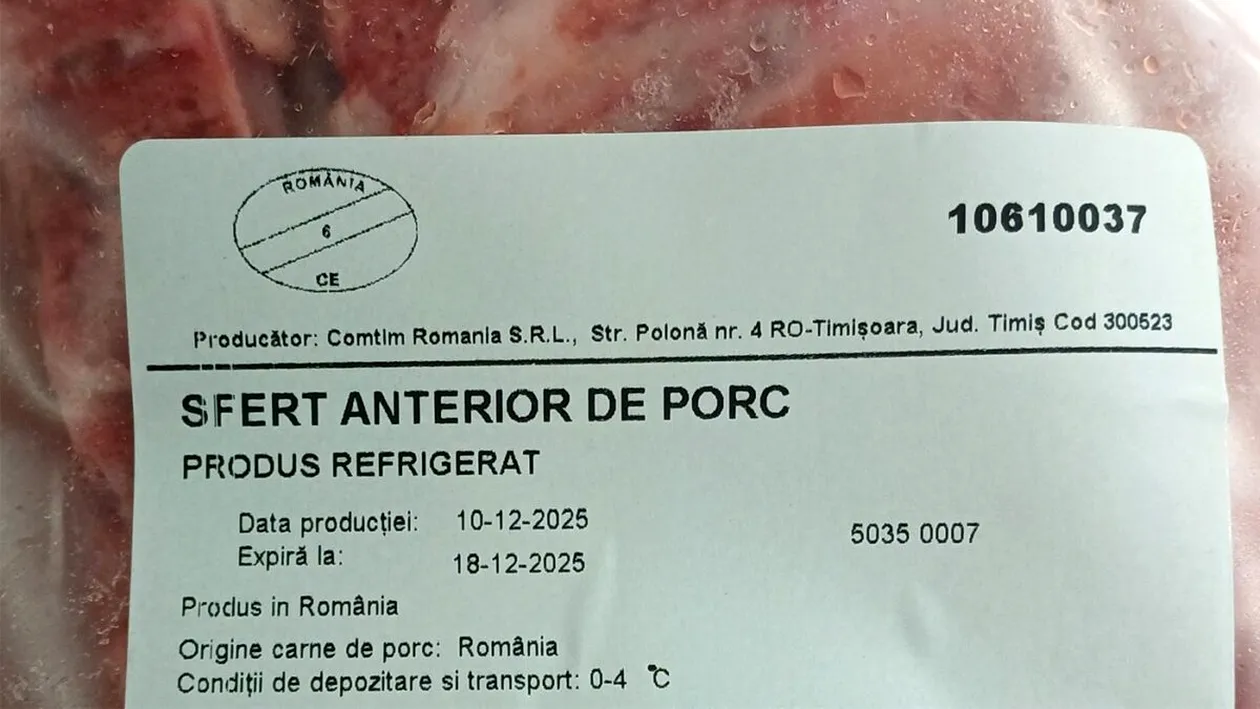 ROMÂNIA
6
CE
10610037
Producător: Comtim Romania S.R.L., Str. Polonă nr. 4 RO-Timișoara, Jud. Timiș Cod 300523
SFERT ANTERIOR DE PORC
PRODUS REFRIGERAT
Data producției: 10-12-2025
5035 0007
Expiră la: 18-12-2025
Produs in România
Origine carne de porc: România
Condiții de depozitare si transport: 0-4 °C